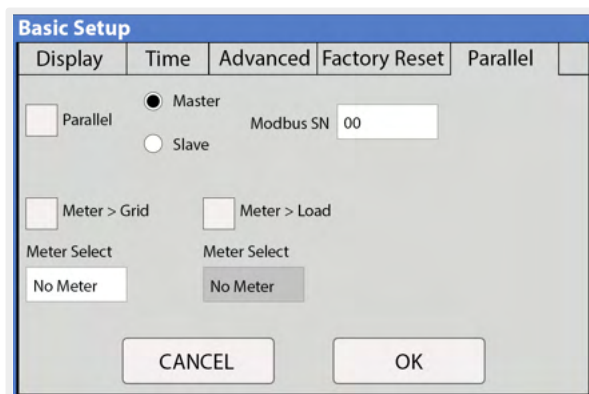 Basic Setup
Display Time Advanced Factory Reset Parallel
Master
Parallel
Modbus SN 00
Slave
Meter > Grid Meter > Load
Meter Select Meter Select
No Meter No Meter
CANCEL OK